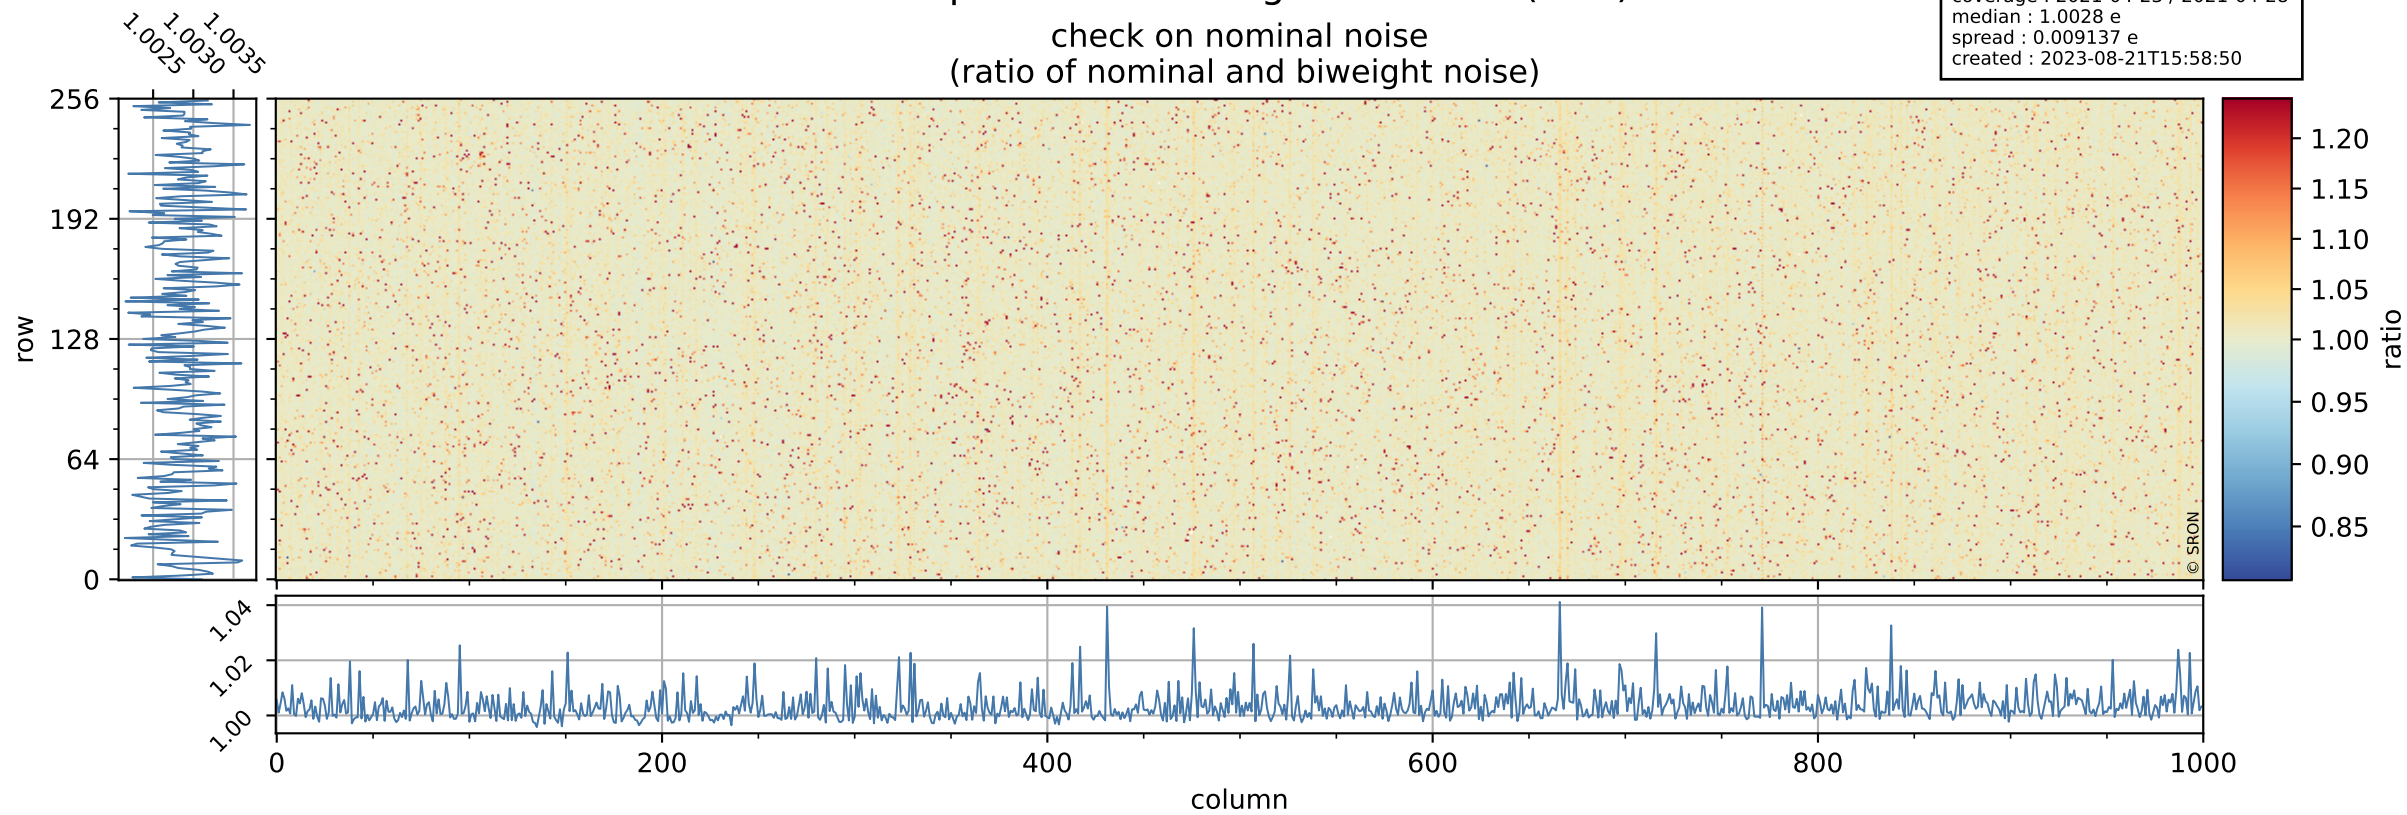 check on nominal noise
(ratio of nominal and biweight noise)
median : 1.0028 e
spread : 0.009137 e
created : 2023-08-21T15:58:50
1.0025 1.0030 1.0035
256
192
128
64
0
row
1.20
1.15
1.10
1.05
1.00
0.95
0.90
0.85
ratio
© SRON
1.04
1.02
1.00
0 200 400 600 800 1000
column